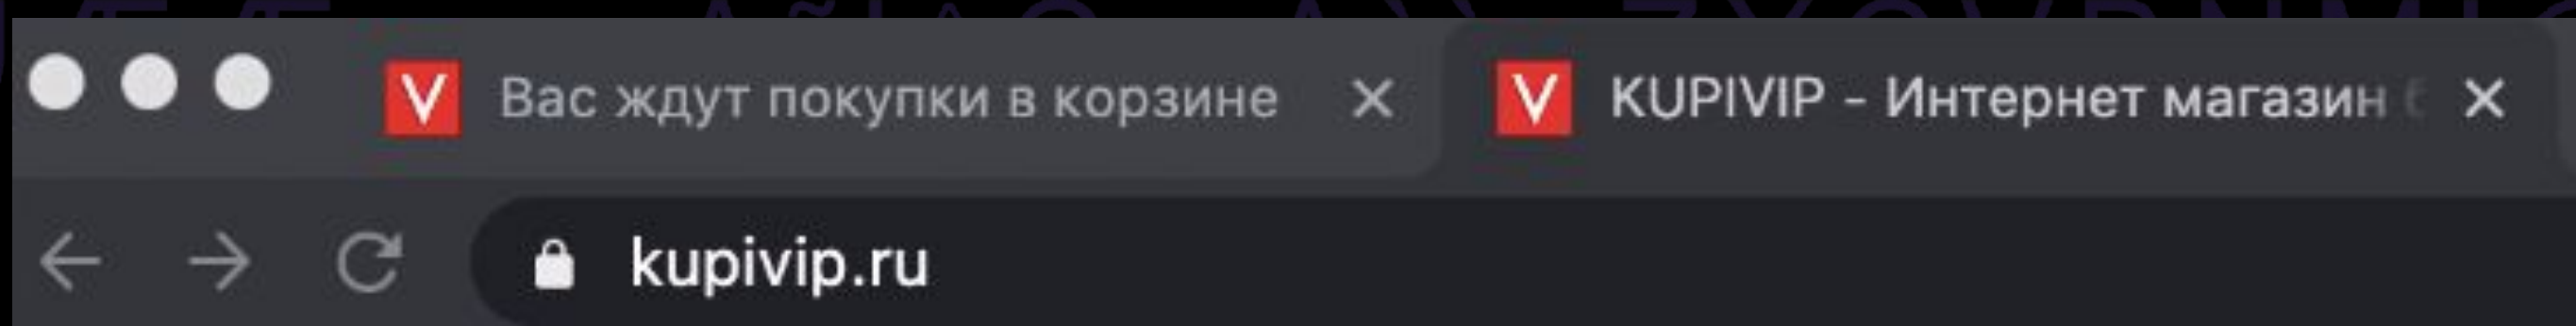 V Вас ждут покупки в корзине
V KUPIVIP - Интернет магазин
kupivip.ru